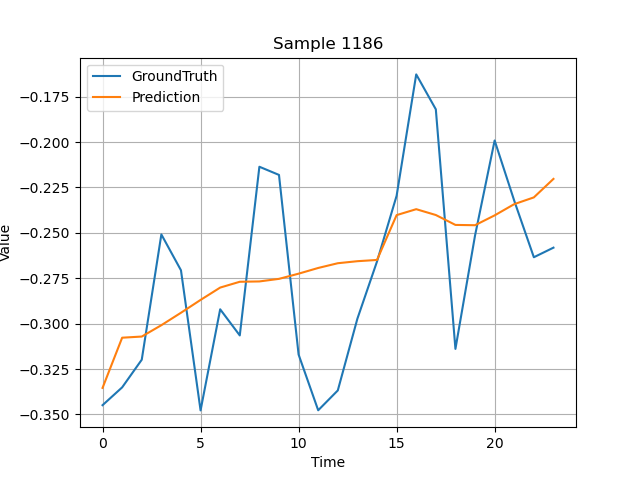 Sample 1186
GroundTruth
Prediction
−0.175
−0.200
−0.225
−0.250
−0.275
−0.300
−0.325
−0.350
Value
0 5 10 15 20
Time